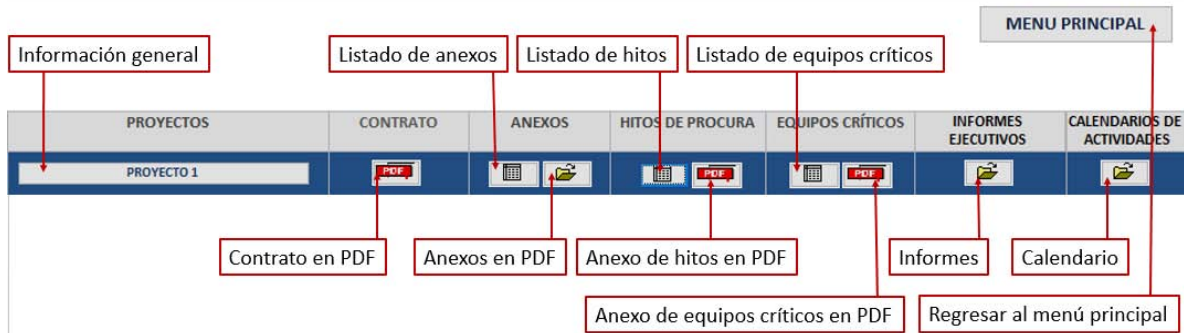 MENU PRINCIPAL
Información general
Listado de anexos
Listado de hitos
Listado de equipos críticos
PROYECTOS
CONTRATO
ANEXOS
HITOS DE PROCURA
EQUIPOS CRÍTICOS
INFORMES
EJECUTIVOS
CALENDARIOS DE
ACTIVIDADES
PROYECTO 1
PDF
PDF
PDF
Contrato en PDF
Anexos en PDF
Anexo de hitos en PDF
Informes
Calendario
Anexo de equipos críticos en PDF
Regresar al menú principal